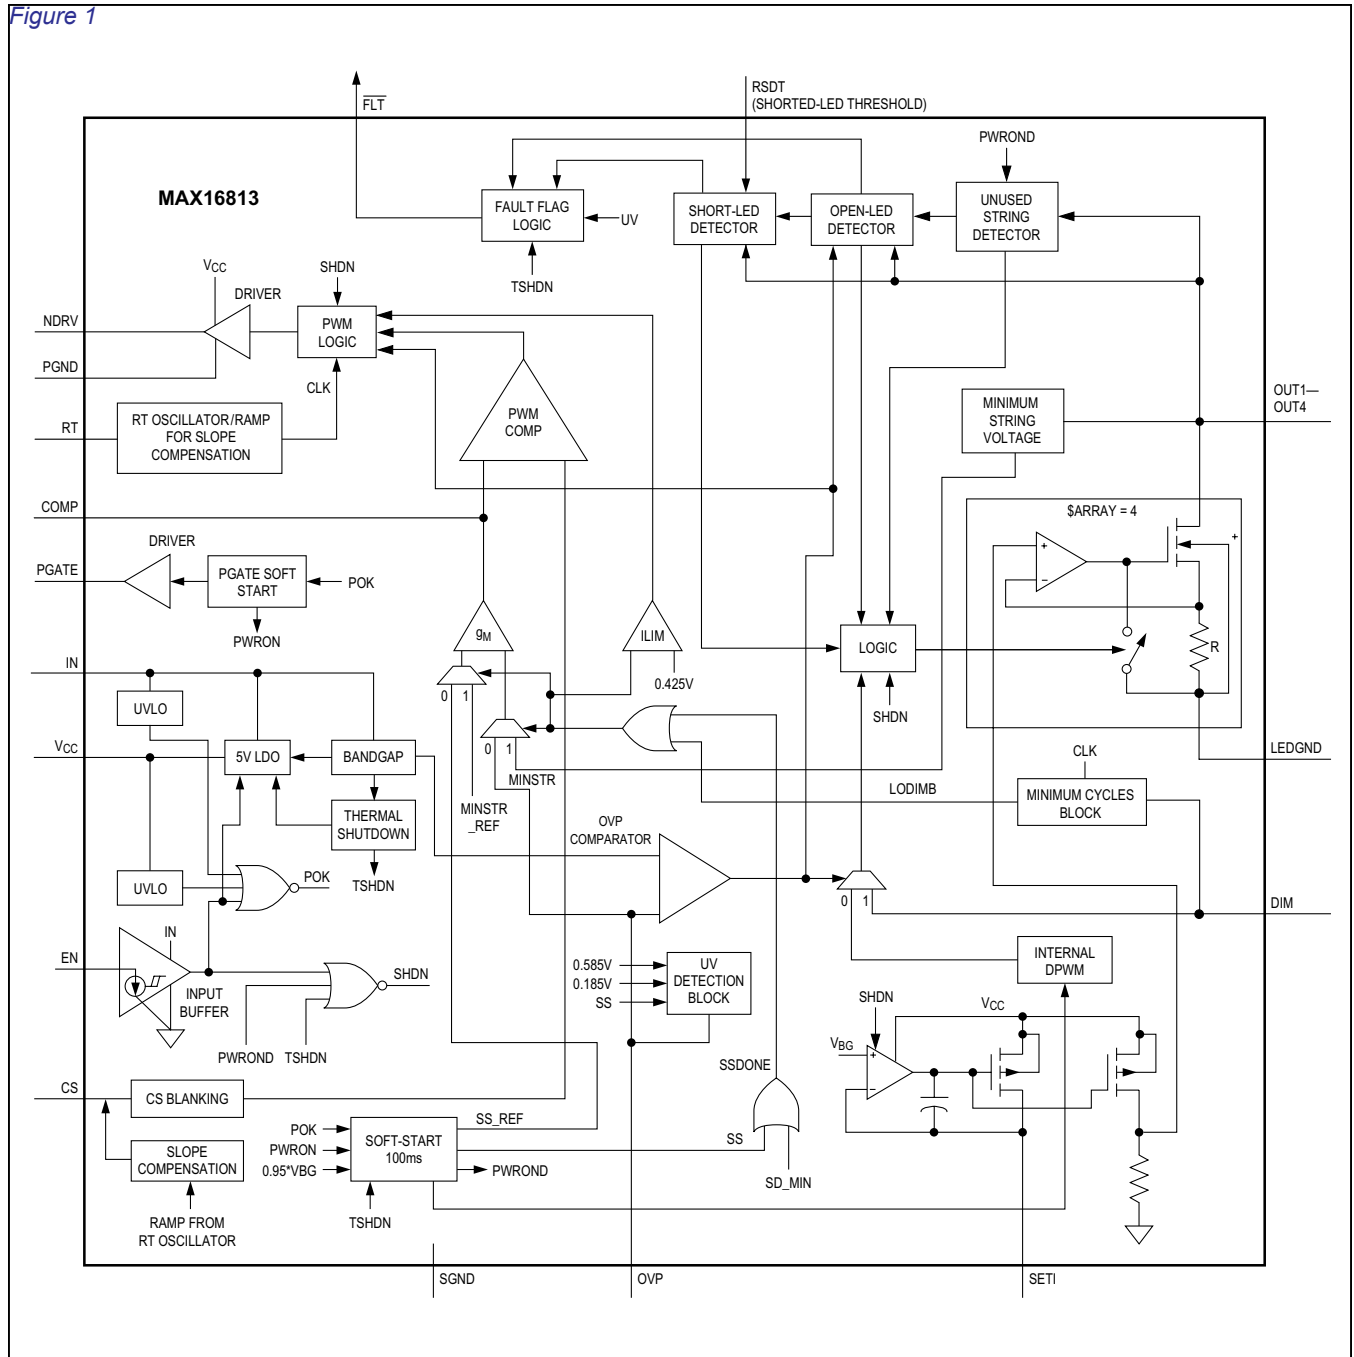 Figure 1
FLT
RSDT
(SHORTED-LED THRESHOLD)
MAX16813
PWROND
FAULT FLAG
LOGIC
UV
TSHDN
SHORT-LED
DETECTOR
OPEN-LED
DETECTOR
UNUSED
STRING
DETECTOR
VCC
SHDN
DRIVER
NDRV
PWM
LOGIC
PGND
CLK
RT
RT OSCILLATOR/RAMP
FOR SLOPE
COMPENSATION
PWM
COMP
MINIMUM
STRING
VOLTAGE
OUT1—
OUT4
COMP
$ARRAY = 4
+
-
+
R
DRIVER
PGATE
PGATE SOFT
START
POK
PWRON
gM
ILIM
0.425V
LOGIC
SHDN
IN
UVLO
0 1
0 1
MINSTR
MINSTR
_REF
VCC
5V LDO
BANDGAP
THERMAL
SHUTDOWN
TSHDN
LEDGND
CLK
LODIMB
MINIMUM CYCLES
BLOCK
OVP
COMPARATOR
UVLO
POK
0 1
DIM
EN
IN
INPUT
BUFFER
SHDN
PWROND
TSHDN
0.585V
0.185V
SS
UV
DETECTION
BLOCK
INTERNAL
DPWM
SHDN
VCC
VBG
+
-
CS
CS BLANKING
SSDONE
SLOPE
COMPENSATION
RAMP FROM
RT OSCILLATOR
POK
PWRON
0.95*VBG
SOFT-START
100ms
SS_REF
SS
PWROND
TSHDN
SD_MIN
SGND
OVP
SETI